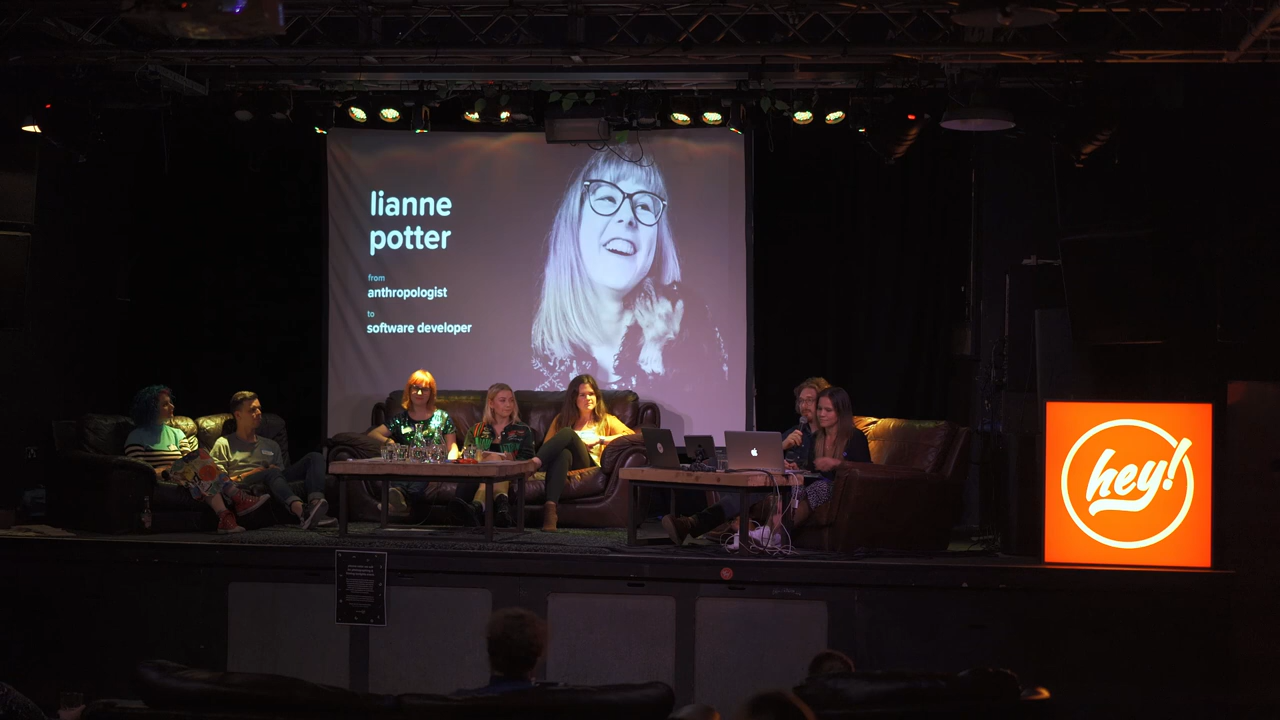 lianne
potter
from
anthropologist
to
software developer
hey!